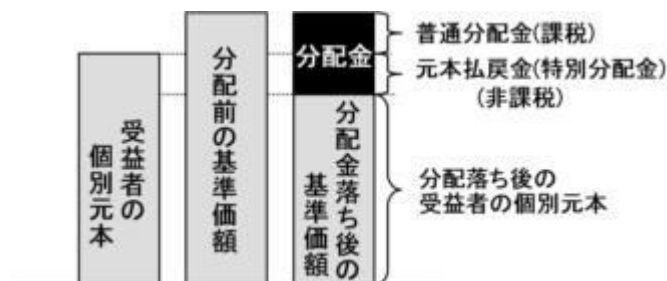 受益者の
個別元本
分配前の基準価額
分配金
分配金落ち後の
基準価額
普通分配金(課税)
元本払戻金(特別分配金)
(非課税)
分配落ち後の
受益者の個別元本